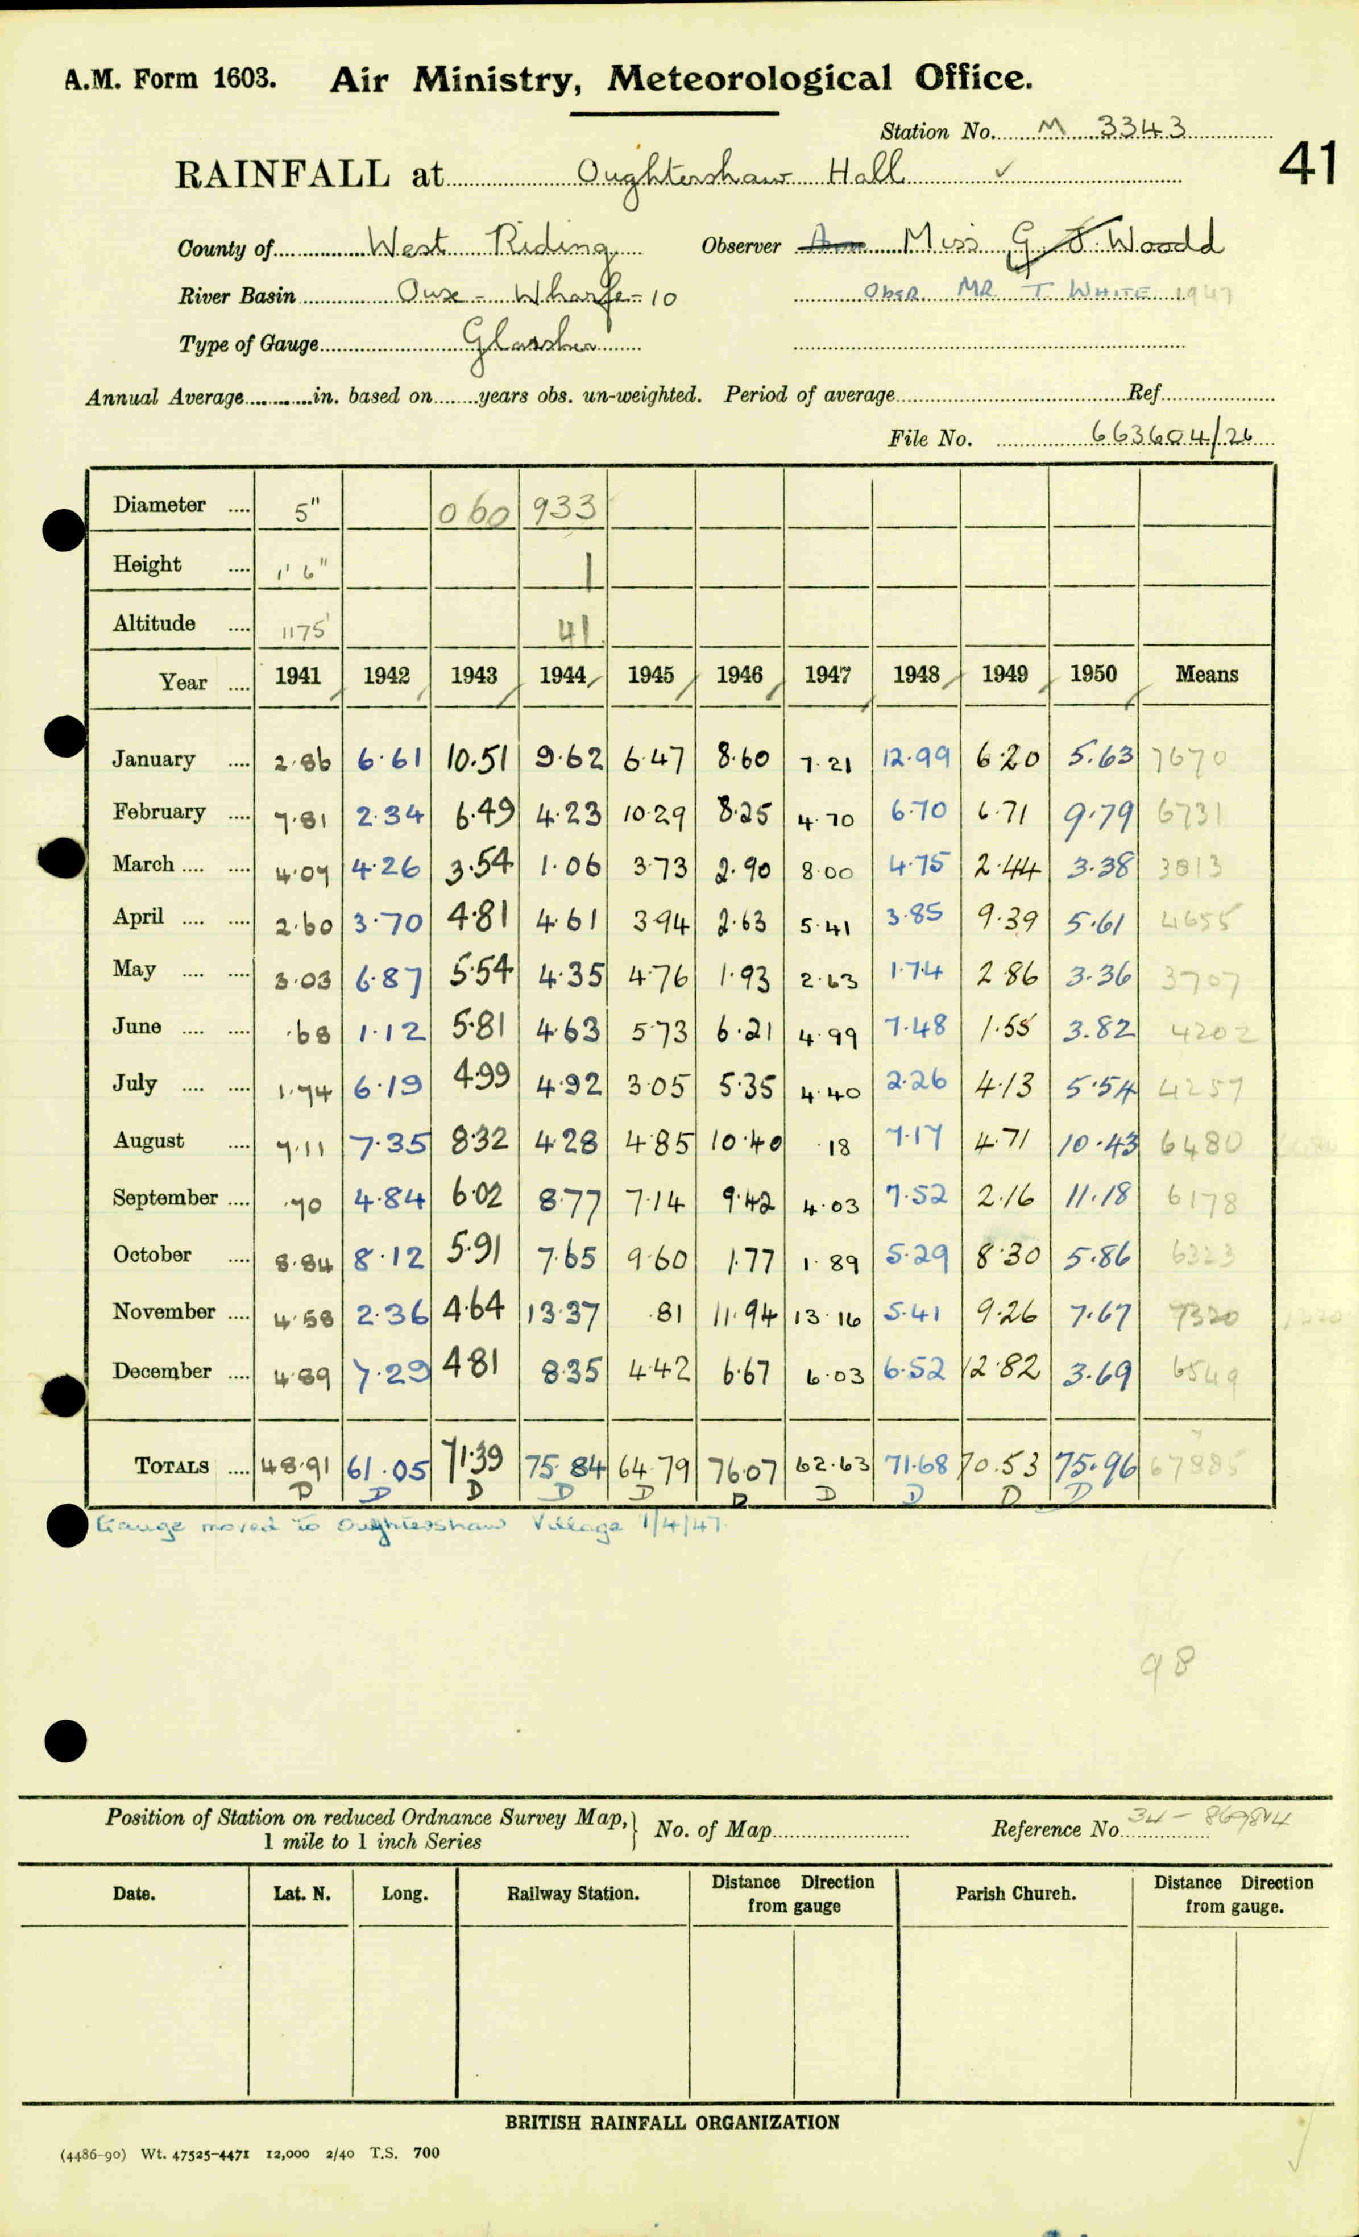 A.M. Form 1603. Air Ministry, Meteorological Office.
Station No. M 3343
41
RAINFALL at Oughtershaw Hall ✓
County of West Riding Observer Miss G. J. Woodd
River Basin Ouse - Wharfe - 10 OBER MR T. WHITE 1947
Type of Gauge Glaisher
Annual Average in. based on years obs. un-weighted. Period of average Ref
File No. 663604/26
Diameter .... 5" 060 933
Height .... 1' 6" 1
Altitude .... 1175' 41
Year .... 1941 1942 1943 1944 1945 1946 1947 1948 1949 1950 Means
January .... 2.86 6.61 10.51 9.62 6.47 8.60 7.21 12.99 6.20 5.63 7670
February .... 7.81 2.34 6.49 4.23 10.29 8.25 4.70 6.70 6.71 9.79 6731
March .... .... 4.07 4.26 3.54 1.06 3.73 2.90 8.00 4.75 2.44 3.38 3813
April .... .... 2.60 3.70 4.81 4.61 3.94 2.63 5.41 3.85 9.39 5.61 4655
May .... .... 3.03 6.87 5.54 4.35 4.76 1.93 2.63 1.74 2.86 3.36 3707
June .... .... .68 1.12 5.81 4.63 5.73 6.21 4.99 7.48 1.55 3.82 4202
July .... .... 1.74 6.19 4.99 4.92 3.05 5.35 4.40 2.26 4.13 5.54 4257
August .... 7.11 7.35 8.32 4.28 4.85 10.40 .18 7.17 4.71 10.43 6480
September .... .70 4.84 6.02 8.77 7.14 9.42 4.03 7.52 2.16 11.18 6178
October .... 8.84 8.12 5.91 7.65 9.60 1.77 1.89 5.29 8.30 5.86 6323
November .... 4.58 2.36 4.64 13.37 .81 11.94 13.16 5.41 9.26 7.67 7320
December .... 4.89 7.29 4.81 8.35 4.42 6.67 6.03 6.52 12.82 3.69 6549
TOTALS .... 48.91 61.05 71.39 75.84 64.79 76.07 62.63 71.68 70.53 75.96 67885
D D D D D D D D D D
Gauge moved to Oughtershaw Village 1/4/47.
98
Position of Station on reduced Ordnance Survey Map, 1 mile to 1 inch Series } No. of Map Reference No. 34 - 869814
Date. Lat. N. Long. Railway Station. Distance Direction from gauge Parish Church. Distance Direction from gauge.
BRITISH RAINFALL ORGANIZATION
(4486-90) Wt. 47525-4471 12,000 2/40 T.S. 700